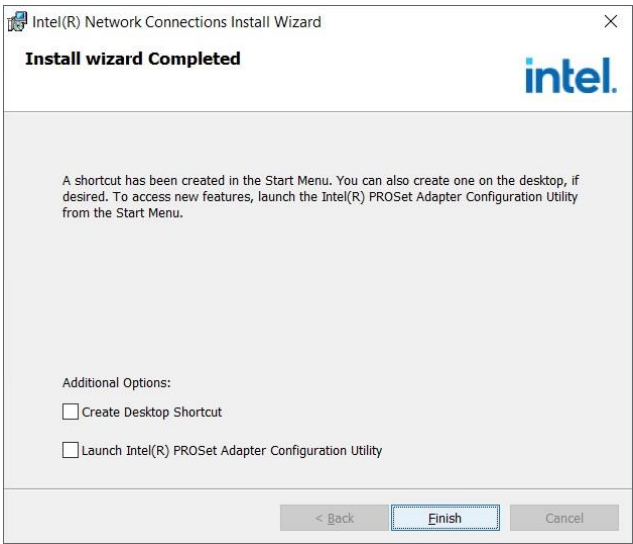 Intel(R) Network Connections Install Wizard
Install wizard Completed
intel.
A shortcut has been created in the Start Menu. You can also create one on the desktop, if
desired. To access new features, launch the Intel(R) PROSet Adapter Configuration Utility
from the Start Menu.
Additional Options:
Create Desktop Shortcut
Launch Intel(R) PROSet Adapter Configuration Utility
< Back Finish Cancel